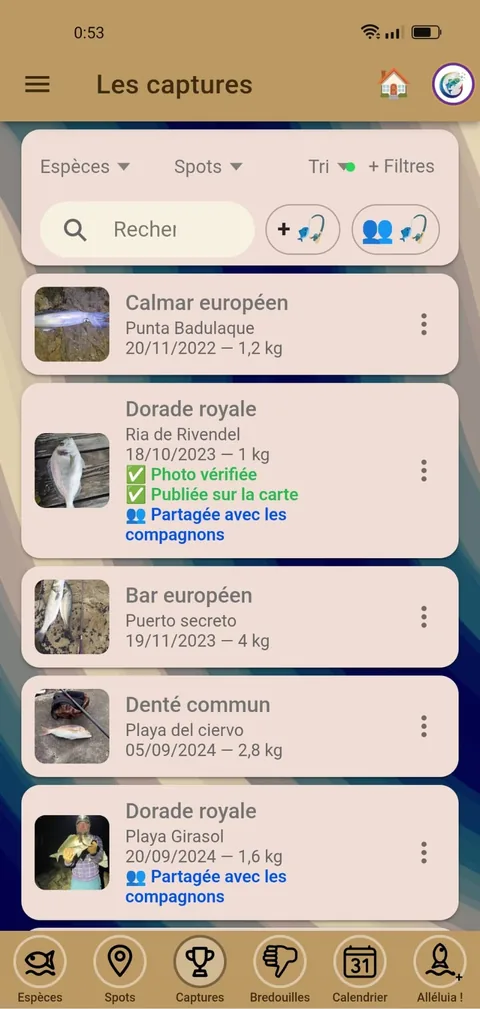 0:53
Les captures
Espèces
Spots
Tri
+ Filtres
Recher
+
Calmar européen
Punta Badulaque
20/11/2022 — 1,2 kg
Dorade royale
Ria de Rivendel
18/10/2023 — 1 kg
✅ Photo vérifiée
✅ Publiée sur la carte
👥 Partagée avec les
compagnons
Bar européen
Puerto secreto
19/11/2023 — 4 kg
Denté commun
Playa del ciervo
05/09/2024 — 2,8 kg
Dorade royale
Playa Girasol
20/09/2024 — 1,6 kg
👥 Partagée avec les
compagnons
31
Espèces
Spots
Captures
Bredouilles
Calendrier
Alléluia !